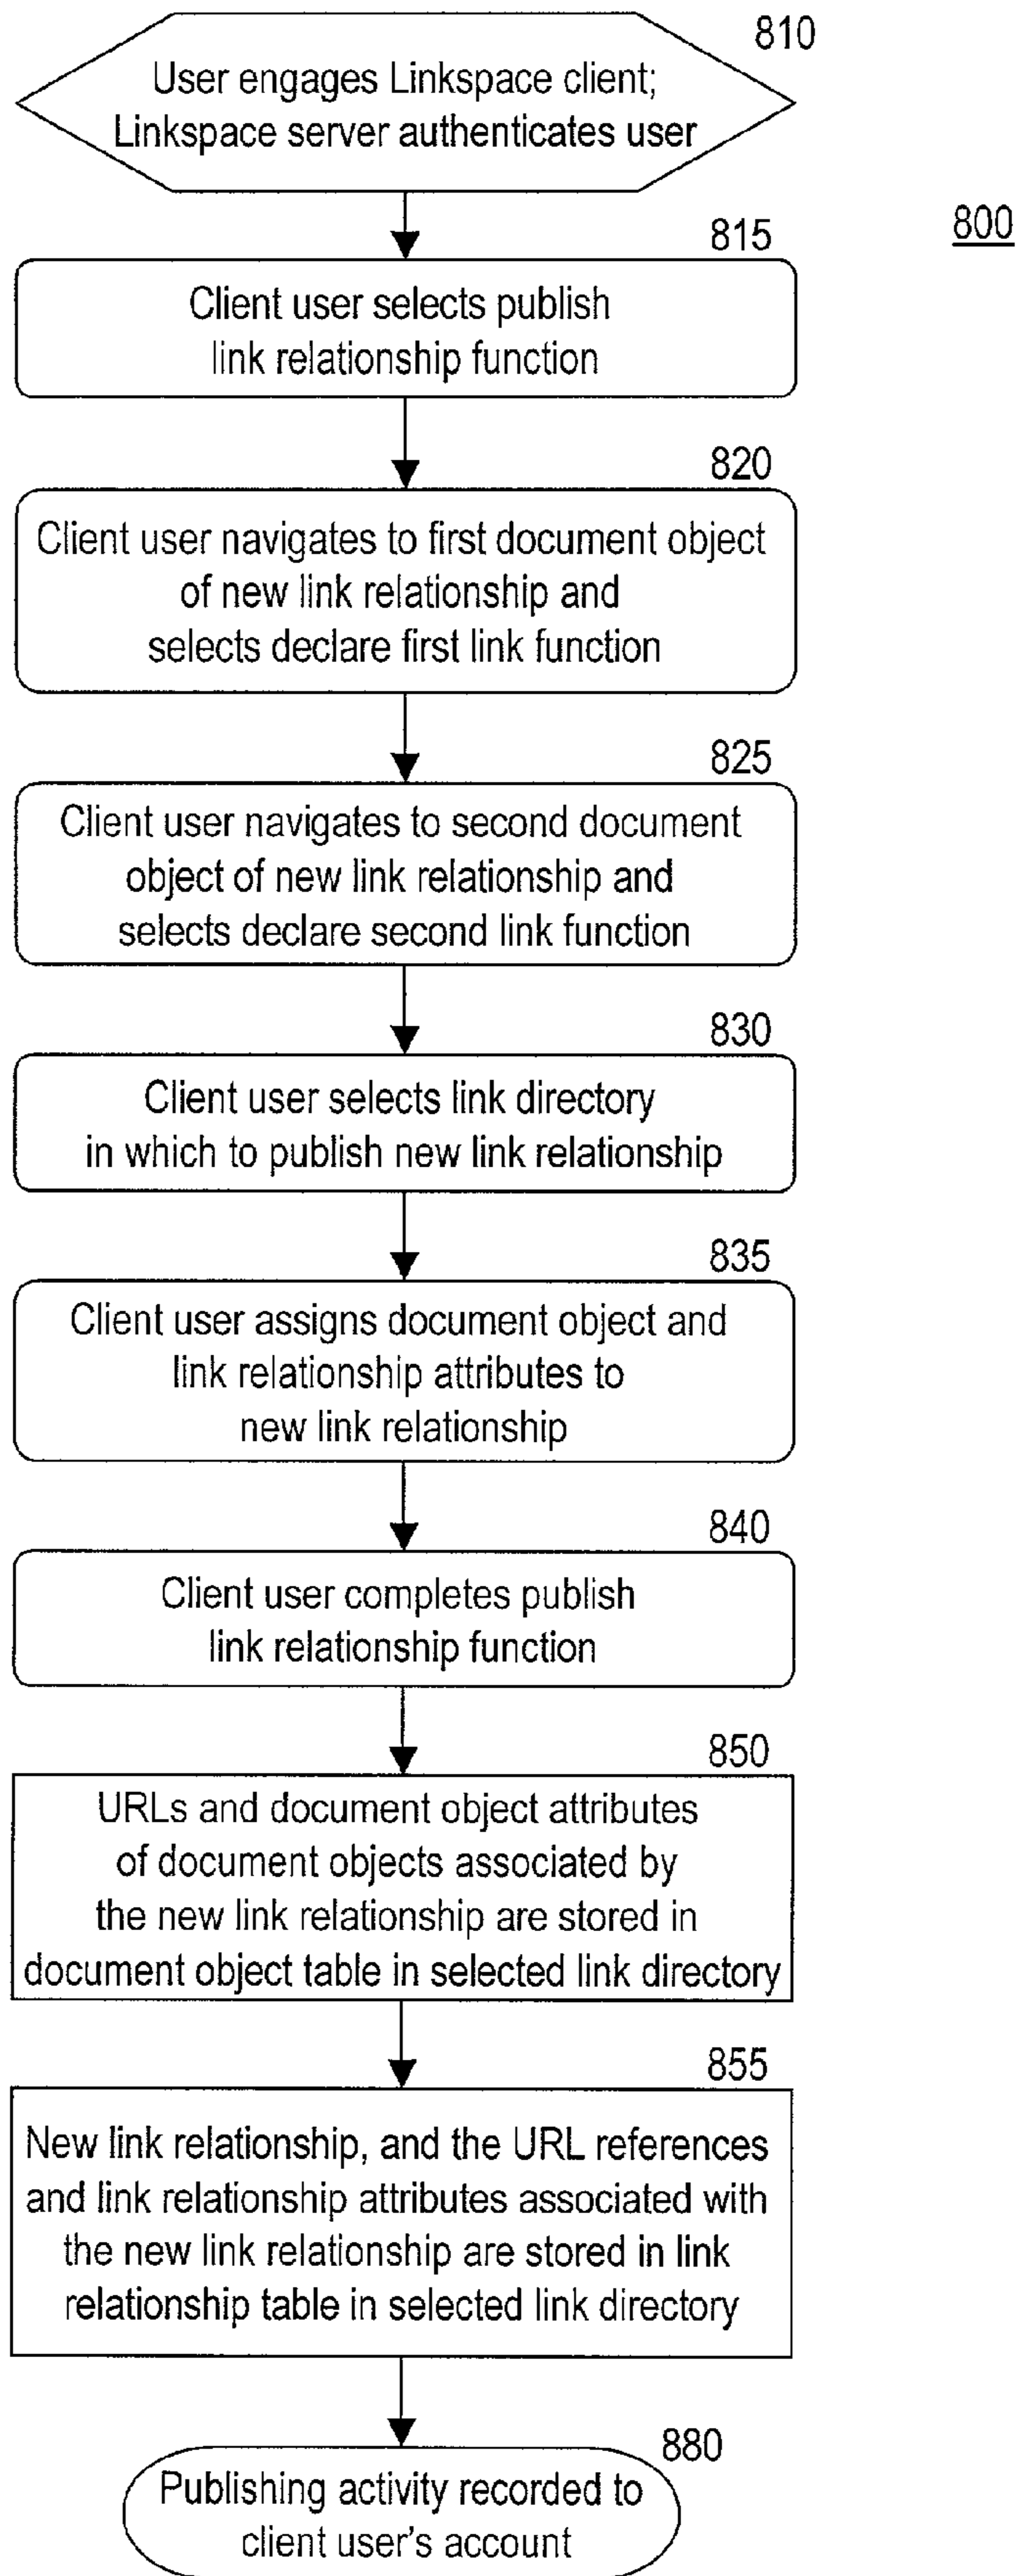 810
User engages Linkspace client;
Linkspace server authenticates user
800
815
Client user selects publish
link relationship function
820
Client user navigates to first document object
of new link relationship and
selects declare first link function
825
Client user navigates to second document
object of new link relationship and
selects declare second link function
830
Client user selects link directory
in which to publish new link relationship
835
Client user assigns document object and
link relationship attributes to
new link relationship
840
Client user completes publish
link relationship function
850
URLs and document object attributes
of document objects associated by
the new link relationship are stored in
document object table in selected link directory
855
New link relationship, and the URL references
and link relationship attributes associated with
the new link relationship are stored in link
relationship table in selected link directory
880
Publishing activity recorded to
client user's account